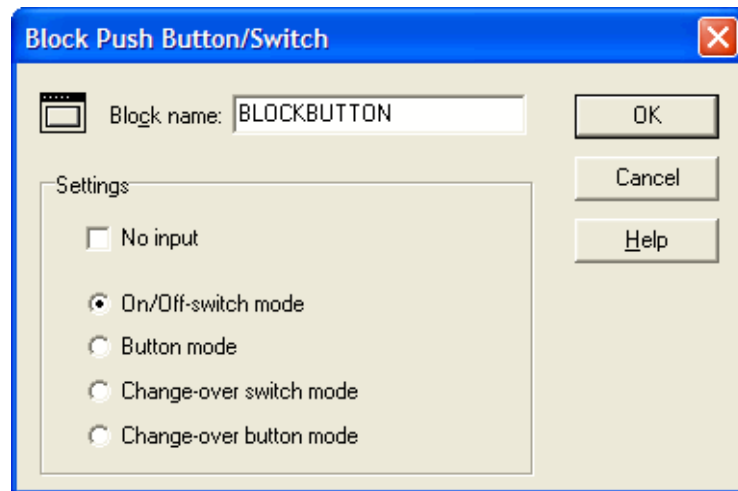 Block Push Button/Switch
Block name: BLOCKBUTTON
OK
Cancel
Help
Settings
No input
On/Off-switch mode
Button mode
Change-over switch mode
Change-over button mode